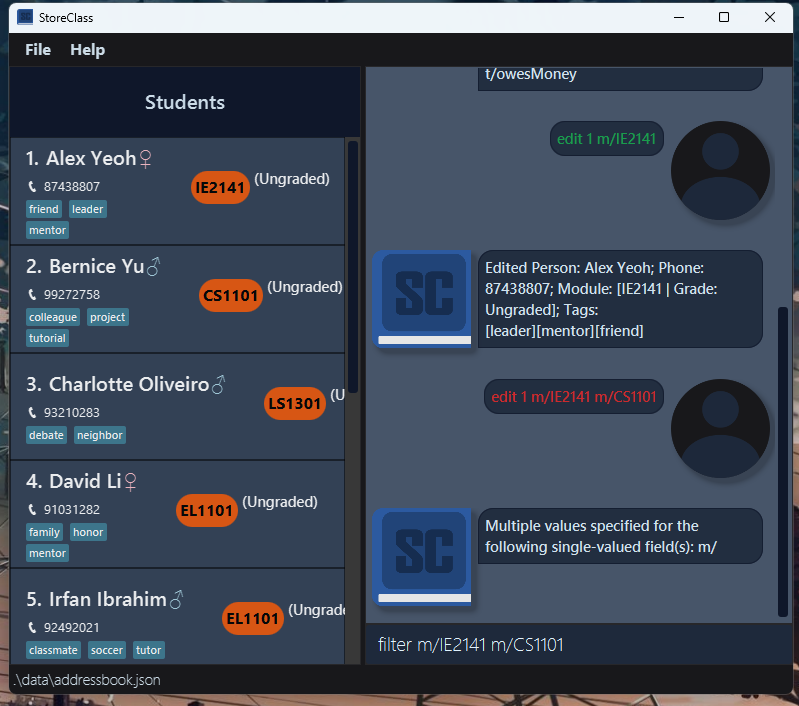 StoreClass
File Help
Students
1. Alex Yeoh♀
87438807
IE2141 (Ungraded)
friend leader
mentor
2. Bernice Yu♂
99272758
CS1101 (Ungraded)
colleague project
tutorial
3. Charlotte Oliveiro♂
93210283
LS1301 (U
debate neighbor
4. David Li♀
91031282
EL1101 (Ungraded)
family honor
mentor
5. Irfan Ibrahim♂
92492021
EL1101 (Ungrade
classmate soccer tutor
t/owesMoney
edit 1 m/IE2141
SC
Edited Person: Alex Yeoh; Phone:
87438807; Module: [IE2141 | Grade:
Ungraded]; Tags:
[leader][mentor][friend]
edit 1 m/IE2141 m/CS1101
SC
Multiple values specified for the
following single-valued field(s): m/
filter m/IE2141 m/CS1101
.\data\addressbook.json